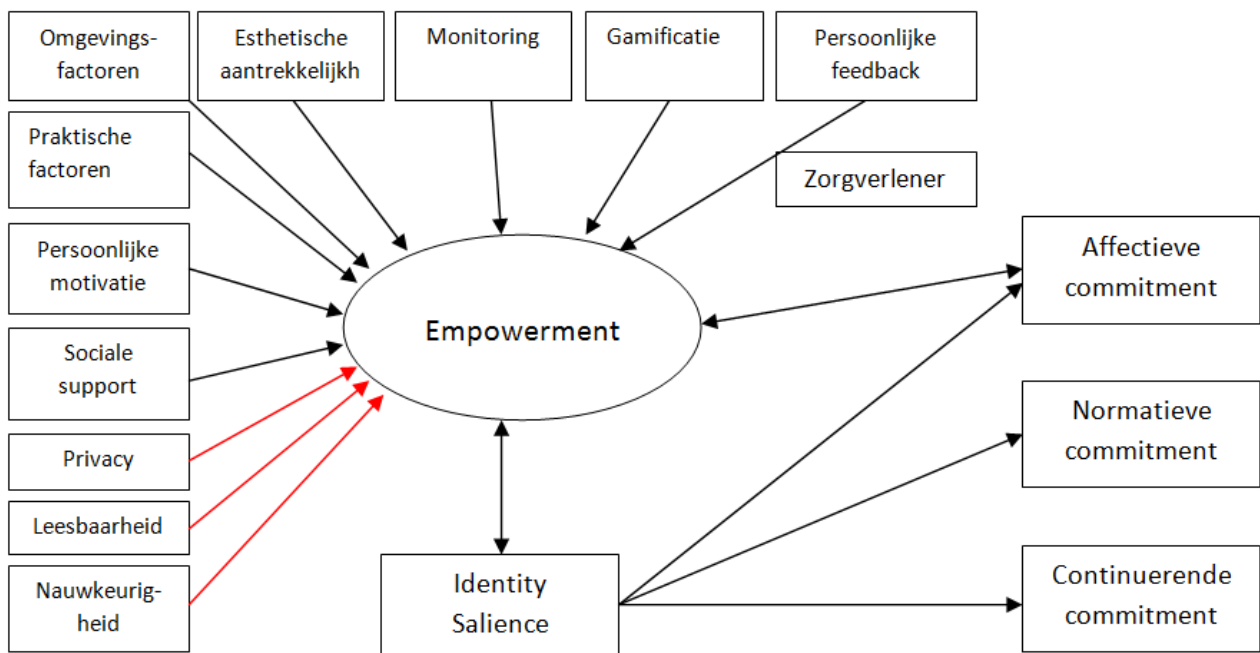 Omgevings-
factoren
Esthetische
aantrekkelijkh
Monitoring
Gamificatie
Persoonlijke
feedback
Praktische
factoren
Zorgverlener
Persoonlijke
motivatie
Affectieve
commitment
Sociale
support
Empowerment
Normatieve
commitment
Privacy
Leesbaarheid
Nauwkeurig-
heid
Identity
Salience
Continuerende
commitment